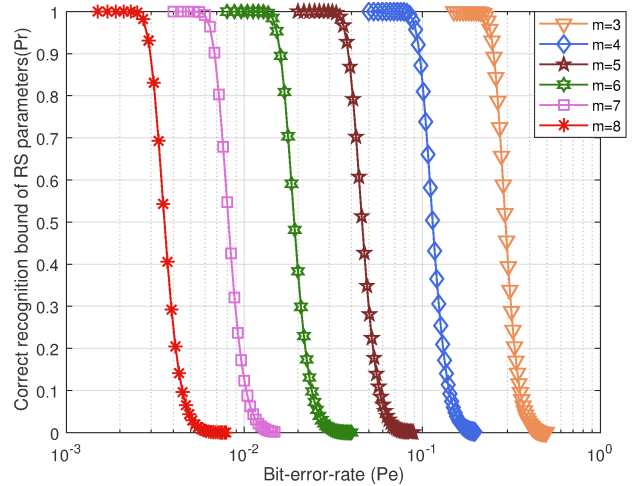 Correct recognition bound of RS parameters(Pr)
1
0.9
0.8
0.7
0.6
0.5
0.4
0.3
0.2
0.1
0
10^-3
10^-2
10^-1
10^0
Bit-error-rate (Pe)
m=3
m=4
m=5
m=6
m=7
m=8